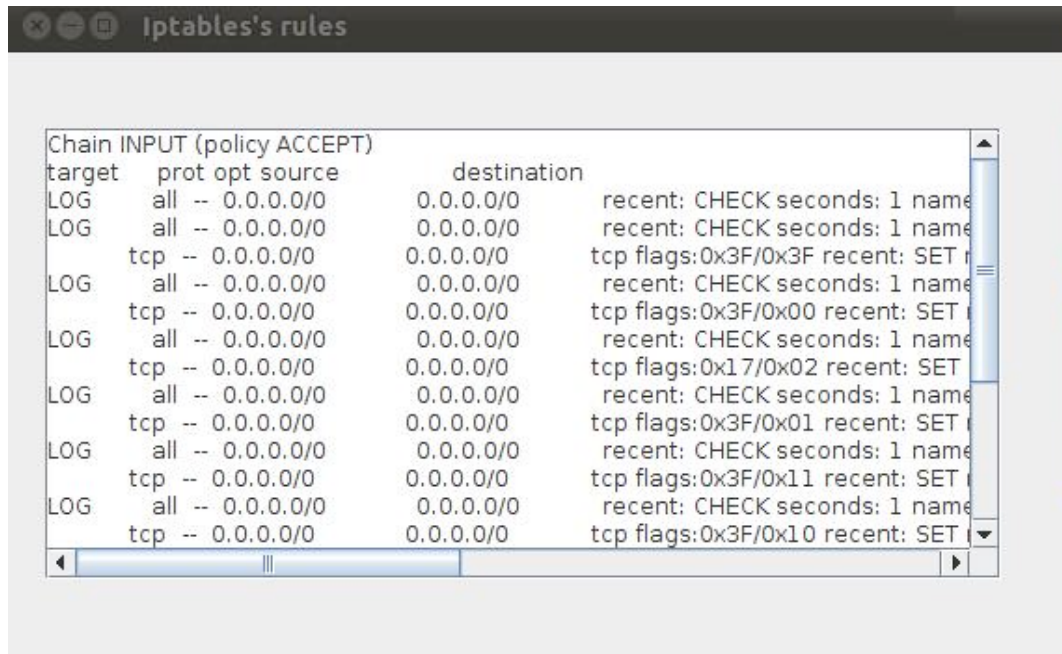 Iptables's rules
Chain INPUT (policy ACCEPT)
target prot opt source destination
LOG all -- 0.0.0.0/0 0.0.0.0/0 recent: CHECK seconds: 1 name
LOG all -- 0.0.0.0/0 0.0.0.0/0 recent: CHECK seconds: 1 name
tcp -- 0.0.0.0/0 0.0.0.0/0 tcp flags:0x3F/0x3F recent: SET
LOG all -- 0.0.0.0/0 0.0.0.0/0 recent: CHECK seconds: 1 name
tcp -- 0.0.0.0/0 0.0.0.0/0 tcp flags:0x3F/0x00 recent: SET
LOG all -- 0.0.0.0/0 0.0.0.0/0 recent: CHECK seconds: 1 name
tcp -- 0.0.0.0/0 0.0.0.0/0 tcp flags:0x17/0x02 recent: SET
LOG all -- 0.0.0.0/0 0.0.0.0/0 recent: CHECK seconds: 1 name
tcp -- 0.0.0.0/0 0.0.0.0/0 tcp flags:0x3F/0x01 recent: SET
LOG all -- 0.0.0.0/0 0.0.0.0/0 recent: CHECK seconds: 1 name
tcp -- 0.0.0.0/0 0.0.0.0/0 tcp flags:0x3F/0x11 recent: SET
LOG all -- 0.0.0.0/0 0.0.0.0/0 recent: CHECK seconds: 1 name
tcp -- 0.0.0.0/0 0.0.0.0/0 tcp flags:0x3F/0x10 recent: SET